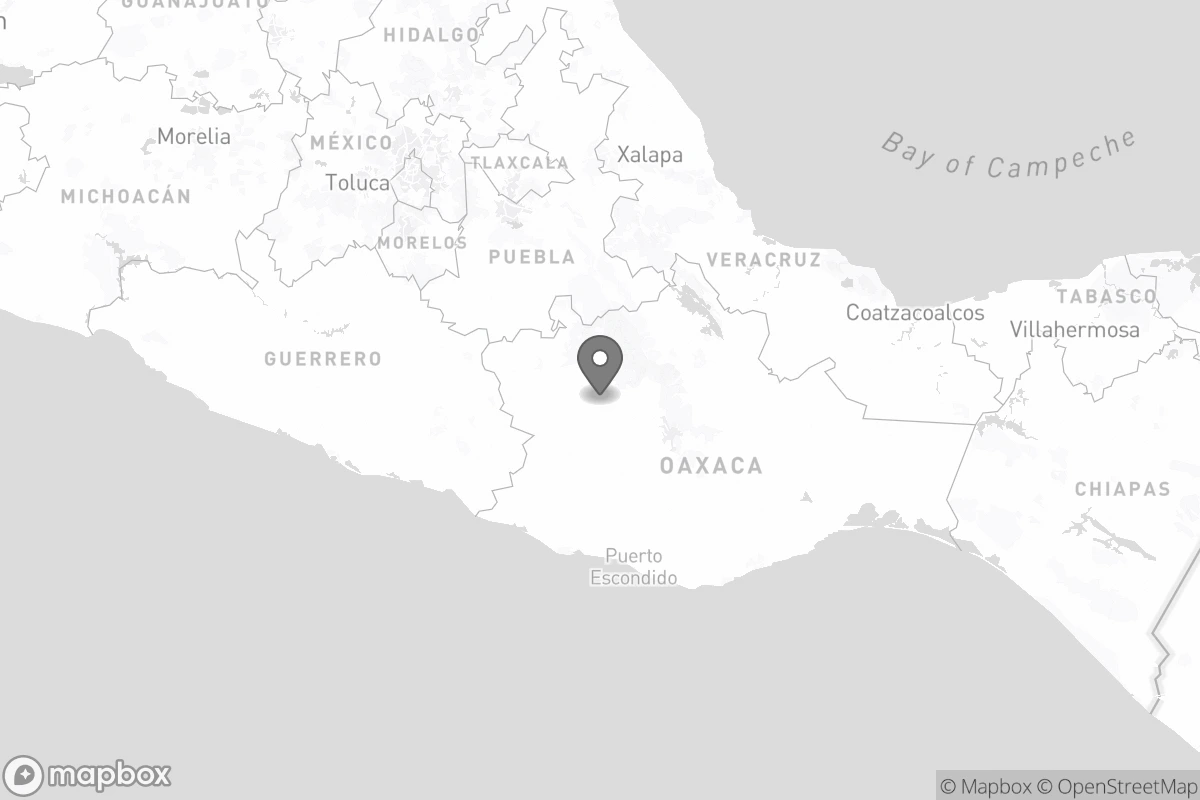 GUANAJUATO
HIDALGO
Morelia
MÉXICO
Xalapa
Bay of Campeche
TLAXCALA
Toluca
MICHOACÁN
MORELOS
PUEBLA
VERACRUZ
TABASCO
Coatzacoalcos
Villahermosa
GUERRERO
OAXACA
CHIAPAS
Puerto
Escondido
mapbox
© Mapbox © OpenStreetMap